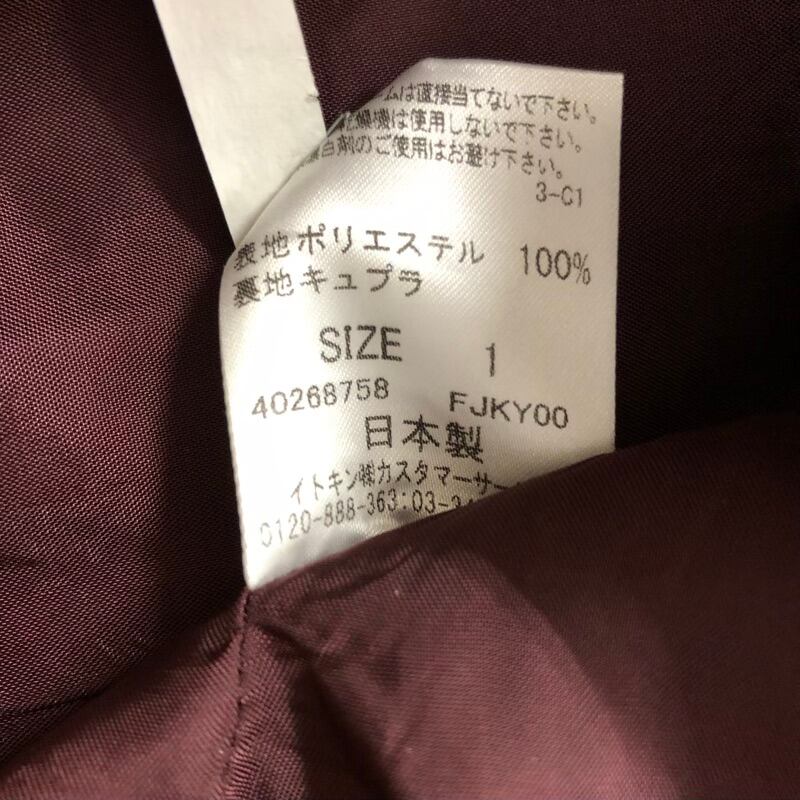 ムは直接当てないで下さい。
燥機は使用しないで下さい。
白剤のご使用はお避け下さい。
3-C1
表地ポリエステル 100%
裏地キュプラ
SIZE 1
40268758 FJKY00
日本製
イトキン㈱カスタマーサー
0120-888-363:03-3